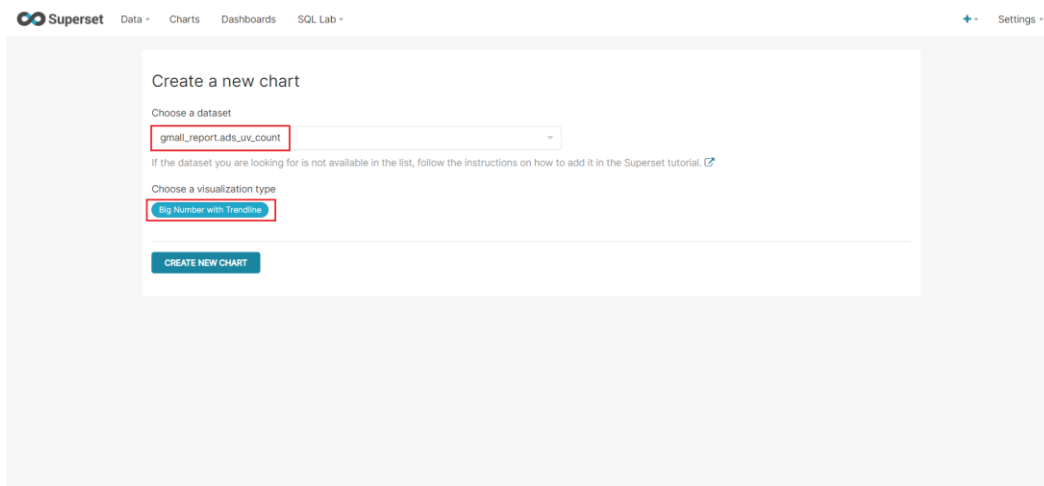 Superset Data Charts Dashboards SQL Lab + Settings
Create a new chart
Choose a dataset
gmall_report.ads_uv_count
If the dataset you are looking for is not available in the list, follow the instructions on how to add it in the Superset tutorial.
Choose a visualization type
Big Number with Trendline
CREATE NEW CHART